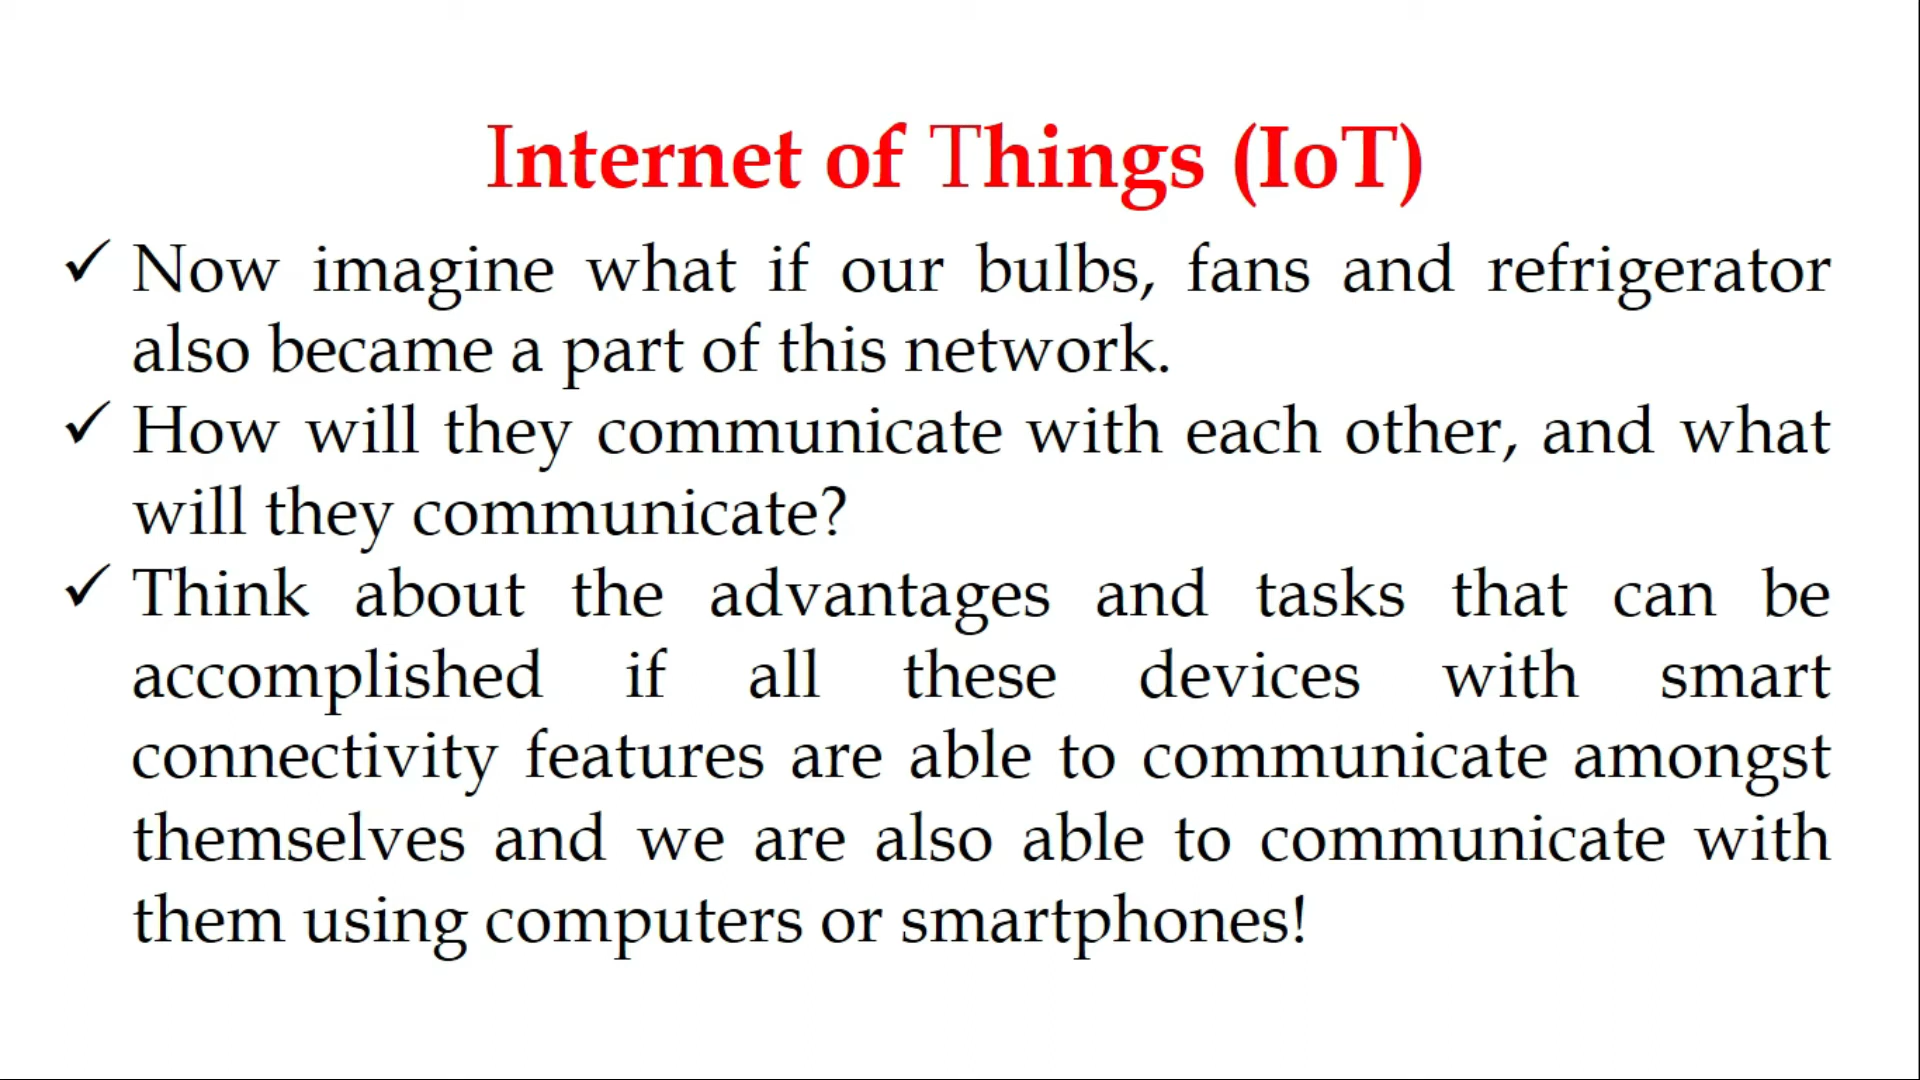 Internet of Things (IoT)
✓ Now imagine what if our bulbs, fans and refrigerator
also became a part of this network.
✓ How will they communicate with each other, and what
will they communicate?
✓ Think about the advantages and tasks that can be
accomplished if all these devices with smart
connectivity features are able to communicate amongst
themselves and we are also able to communicate with
them using computers or smartphones!